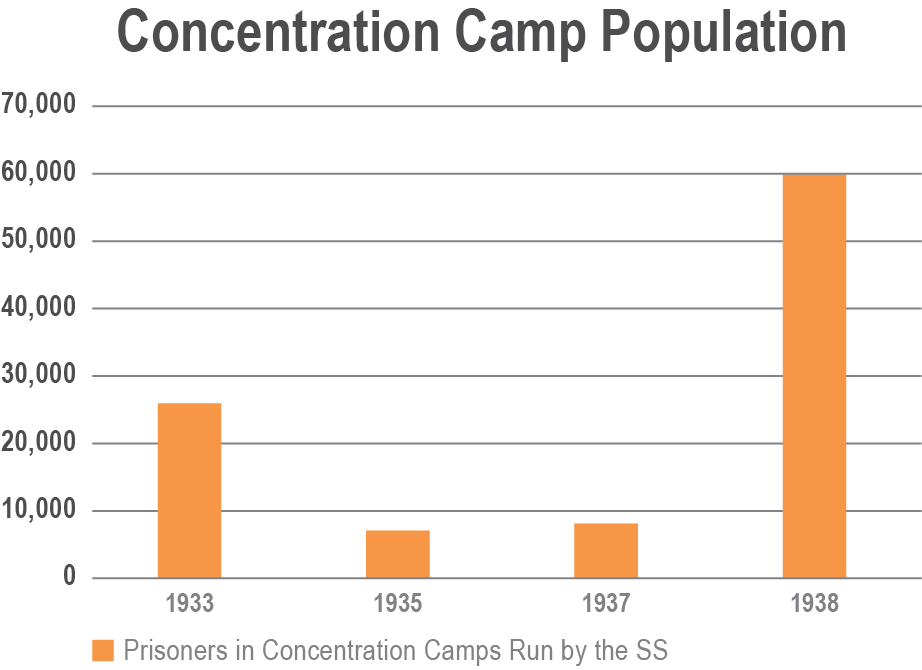 Concentration Camp Population
70,000
60,000
50,000
40,000
30,000
20,000
10,000
0
1933 1935 1937 1938
Prisoners in Concentration Camps Run by the SS